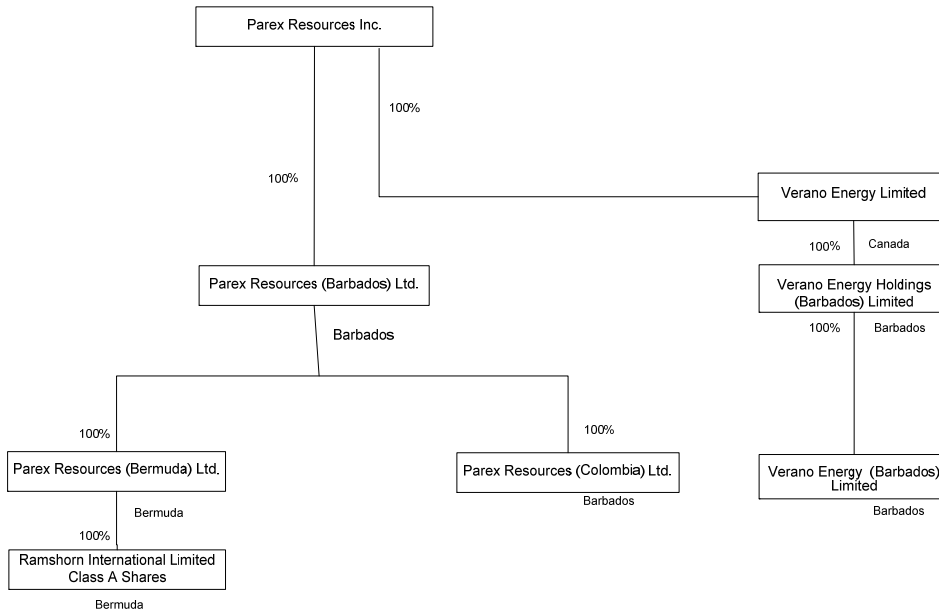 Parex Resources Inc.
100%
100%
Verano Energy Limited
100%
Canada
Parex Resources (Barbados) Ltd.
Verano Energy Holdings
(Barbados) Limited
Barbados
100%
Barbados
100%
100%
Parex Resources (Bermuda) Ltd.
Parex Resources (Colombia) Ltd.
Verano Energy (Barbados)
Limited
Bermuda
Barbados
Barbados
100%
Ramshorn International Limited
Class A Shares
Bermuda